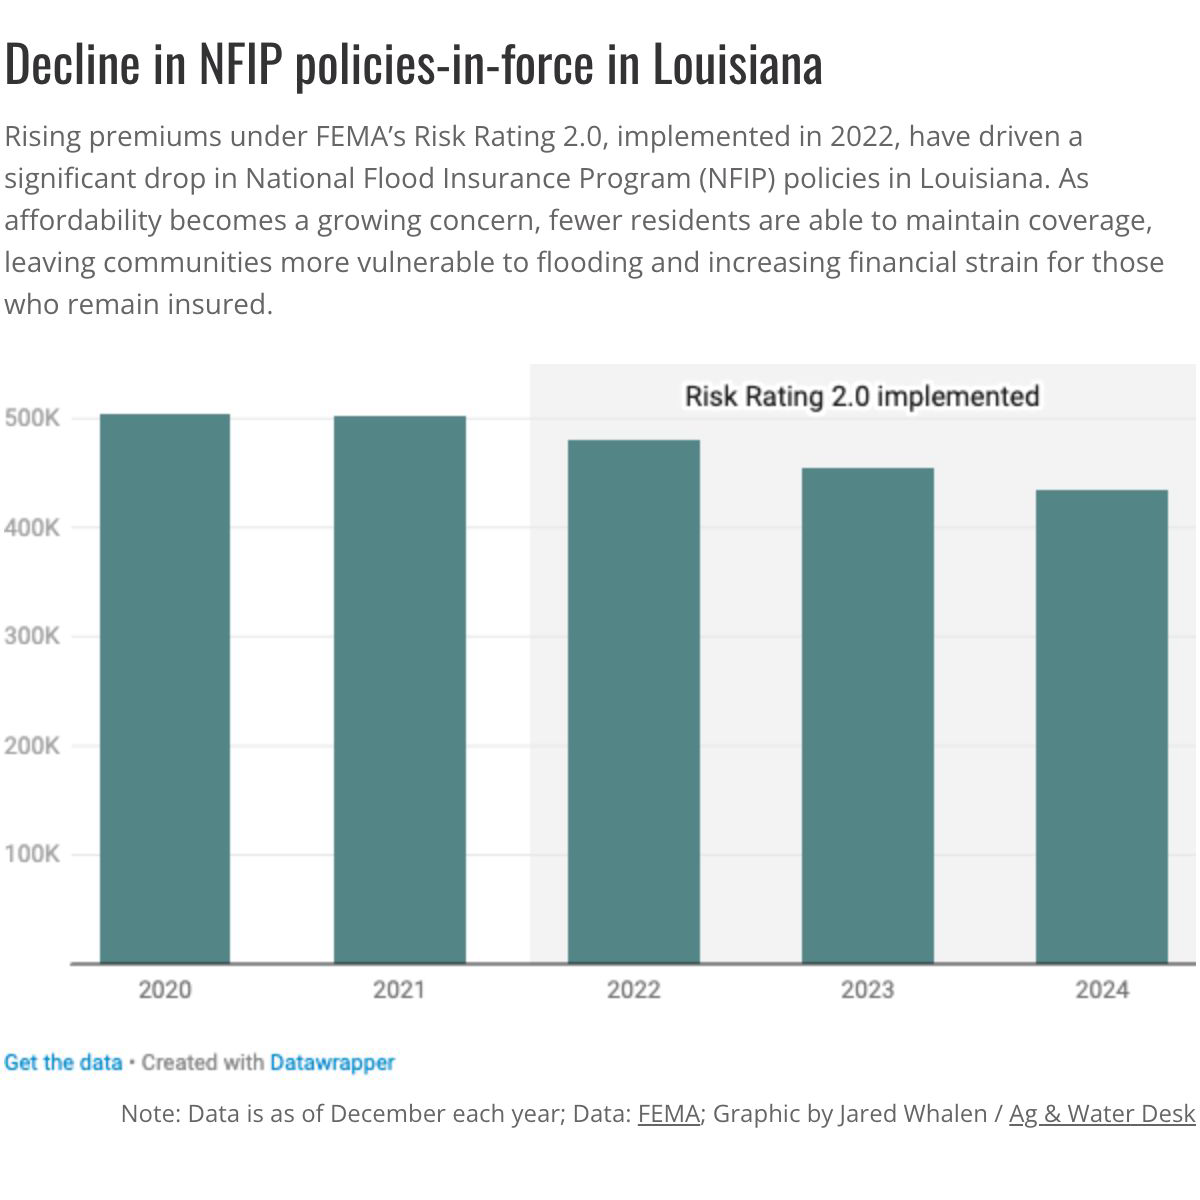 Decline in NFIP policies-in-force in Louisiana
Rising premiums under FEMA’s Risk Rating 2.0, implemented in 2022, have driven a
significant drop in National Flood Insurance Program (NFIP) policies in Louisiana. As
affordability becomes a growing concern, fewer residents are able to maintain coverage,
leaving communities more vulnerable to flooding and increasing financial strain for those
who remain insured.
Risk Rating 2.0 implemented
500K
400K
300K
200K
100K
2020 2021 2022 2023 2024
Get the data • Created with Datawrapper
Note: Data is as of December each year; Data: FEMA; Graphic by Jared Whalen / Ag & Water Desk